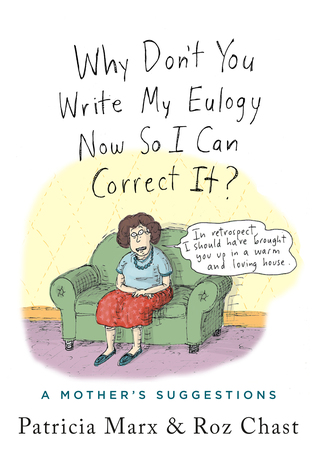 Why Don't You
Write My Eulogy
Now So I Can
Correct It?
In retrospect,
I should have brought
you up in a warm
and loving house.
A MOTHER'S SUGGESTIONS
Patricia Marx & Roz Chast